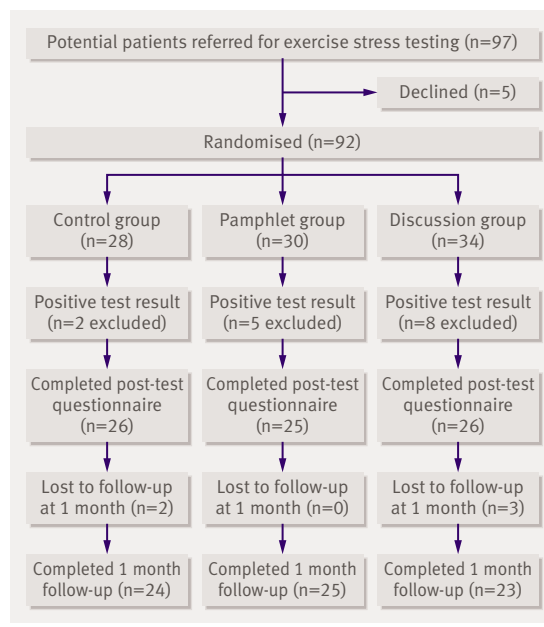 Potential patients referred for exercise stress testing (n=97)
Declined (n=5)
Randomised (n=92)
Control group
(n=28)
Pamphlet group
(n=30)
Discussion group
(n=34)
Positive test result
(n=2 excluded)
Positive test result
(n=5 excluded)
Positive test result
(n=8 excluded)
Completed post-test
questionnaire
(n=26)
Completed post-test
questionnaire
(n=25)
Completed post-test
questionnaire
(n=26)
Lost to follow-up
at 1 month (n=2)
Lost to follow-up
at 1 month (n=0)
Lost to follow-up
at 1 month (n=3)
Completed 1 month
follow-up (n=24)
Completed 1 month
follow-up (n=25)
Completed 1 month
follow-up (n=23)